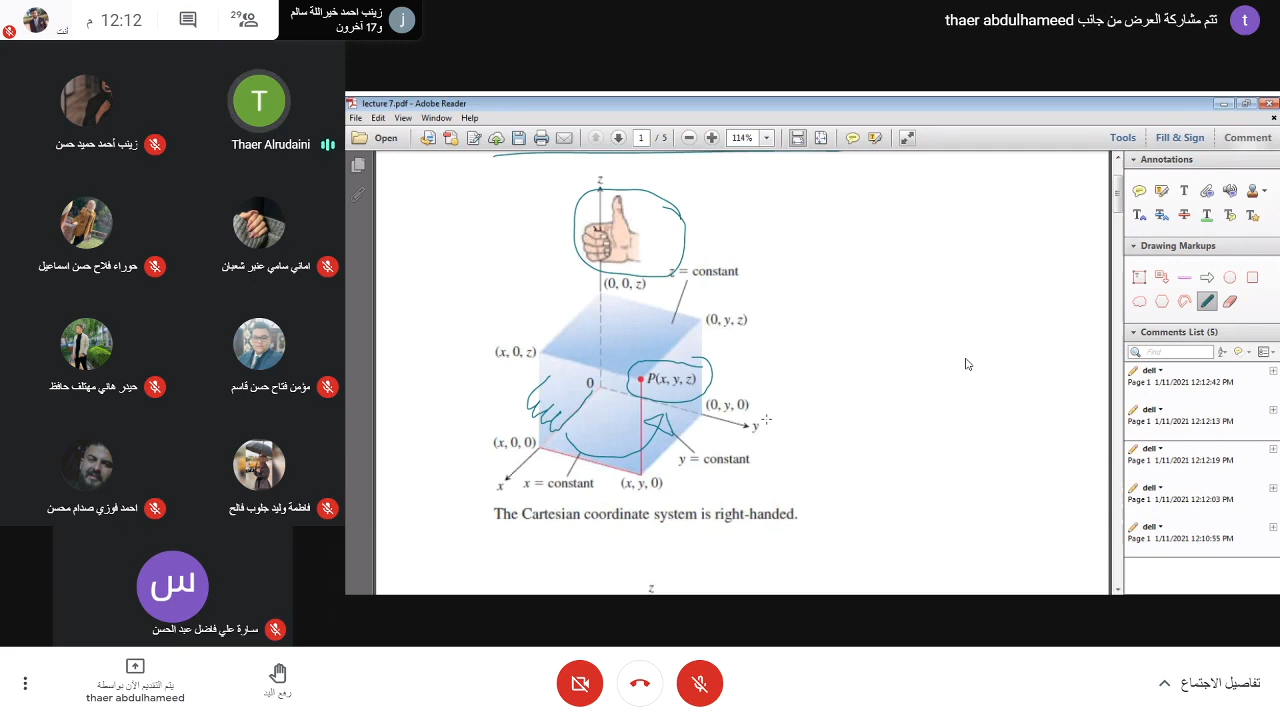 12:12 م
29
أنت
زينب احمد خيرالله سالم
و17 آخرون
j
تتم مشاركة العرض من جانب thaer abdulhameed
t
زينب أحمد حميد حسن
T
Thaer Alrudaini
حوراء فلاح حسن اسماعيل
اماني سامي عنبر شعبان
حيدر هاني مهتلف حافظ
مؤمن فتاح حسن قاسم
احمد فوزي صدام محسن
فاطمة وليد جلوب فالح
س
سارة علي فاضل عبد الحسن
lecture 7.pdf - Adobe Reader
File Edit View Window Help
Open
1 / 5
114%
Tools Fill & Sign Comment
z
(0, 0, z)
z = constant
(0, y, z)
(x, 0, z)
0
P(x, y, z)
(0, y, 0)
y
(x, 0, 0)
y = constant
x
x = constant
(x, y, 0)
The Cartesian coordinate system is right-handed.
z
Annotations
Drawing Markups
Comments List (5)
Find
dell
Page 1 1/11/2021 12:12:42 PM
dell
Page 1 1/11/2021 12:12:13 PM
dell
Page 1 1/11/2021 12:12:19 PM
dell
Page 1 1/11/2021 12:12:03 PM
dell
Page 1 1/11/2021 12:10:55 PM
يتم التقديم الآن بواسطة
thaer abdulhameed
رفع اليد
تفاصيل الاجتماع